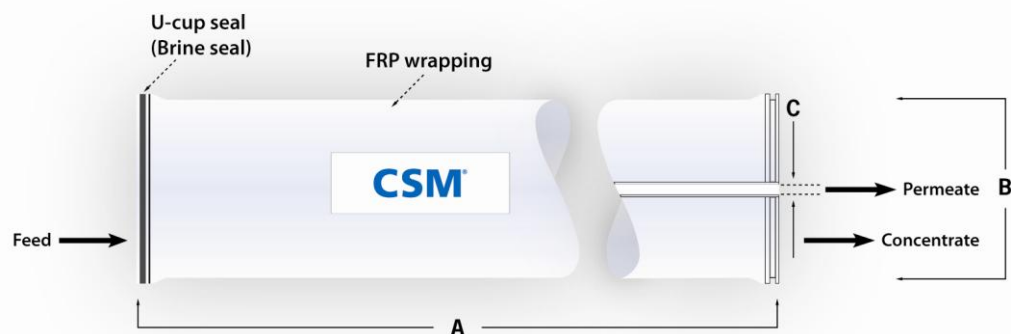 U-cup seal
(Brine seal)
FRP wrapping
C
CSM®
Permeate
B
Feed
Concentrate
A